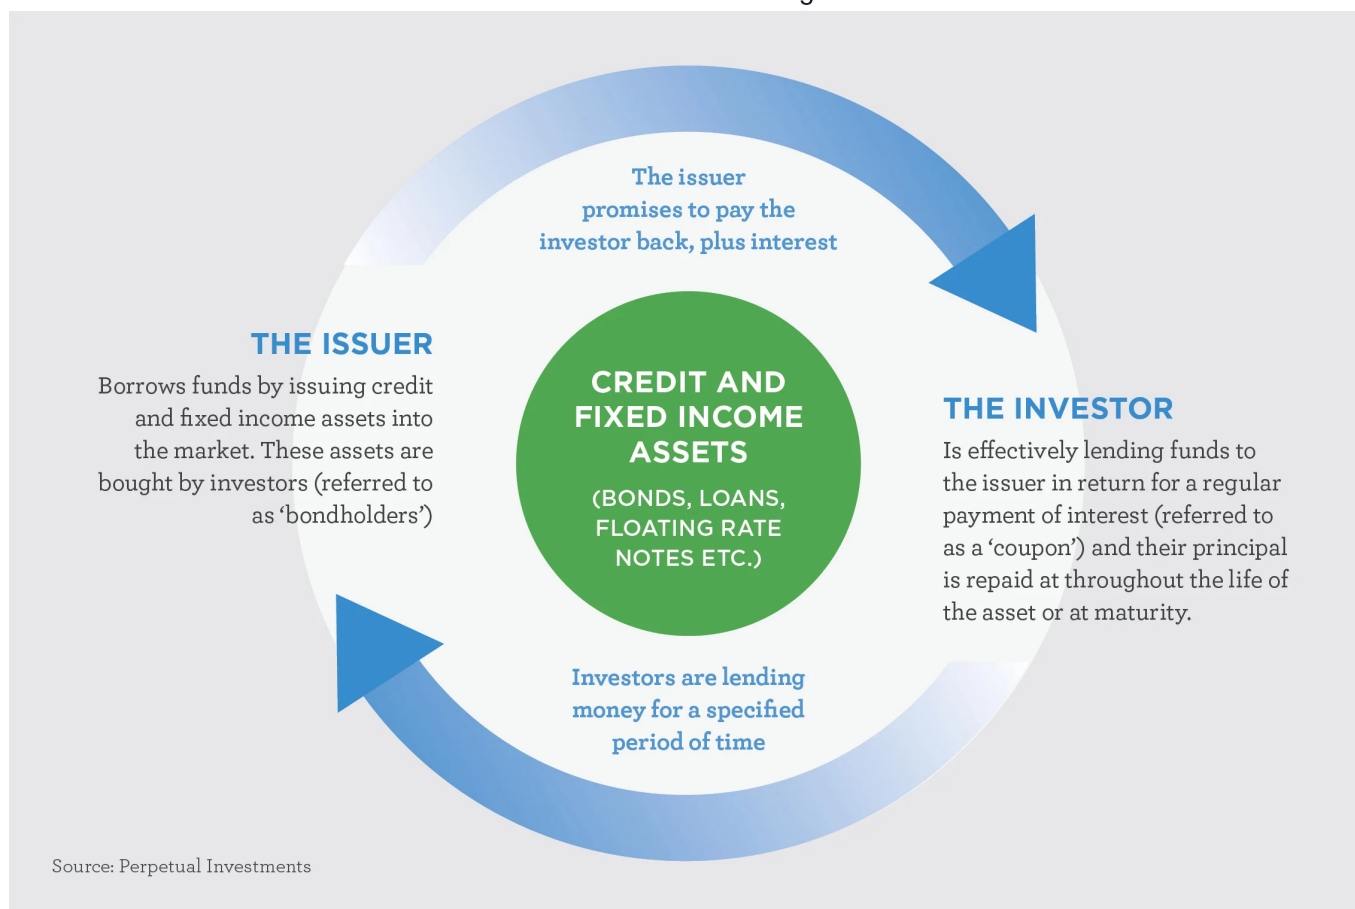 The issuer
promises to pay the
investor back, plus interest
THE ISSUER
Borrows funds by issuing credit
and fixed income assets into
the market. These assets are
bought by investors (referred to
as ‘bondholders’)
CREDIT AND
FIXED INCOME
ASSETS
(BONDS, LOANS,
FLOATING RATE
NOTES ETC.)
THE INVESTOR
Is effectively lending funds to
the issuer in return for a regular
payment of interest (referred to
as a ‘coupon’) and their principal
is repaid at throughout the life of
the asset or at maturity.
Investors are lending
money for a specified
period of time
Source: Perpetual Investments